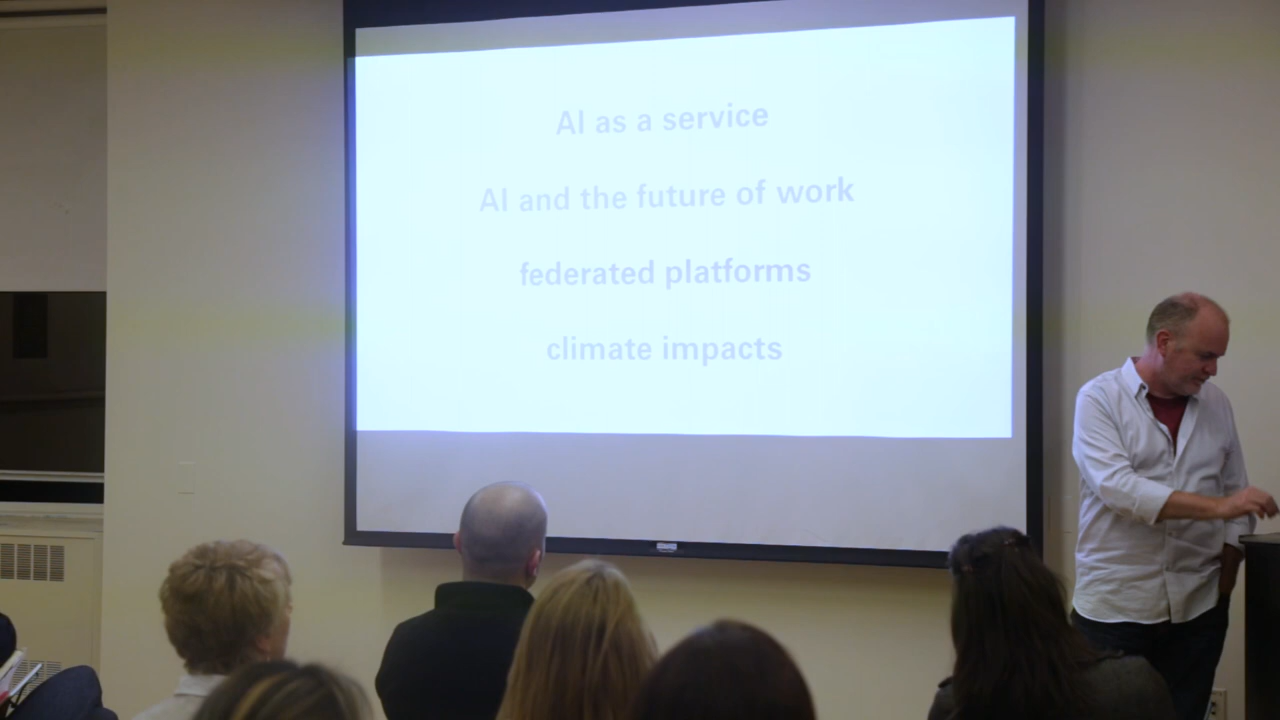 AI as a service
AI and the future of work
federated platforms
climate impacts